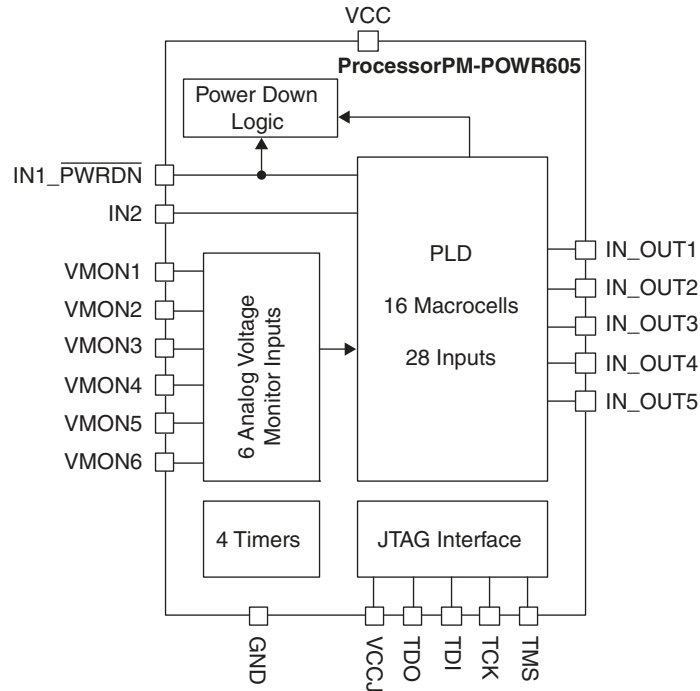 VCC
ProcessorPM-POWR605
Power Down
Logic
IN1_PWRDN
IN2
VMON1
VMON2
VMON3
VMON4
VMON5
VMON6
6 Analog Voltage
Monitor Inputs
PLD
16 Macrocells
28 Inputs
IN_OUT1
IN_OUT2
IN_OUT3
IN_OUT4
IN_OUT5
4 Timers
JTAG Interface
GND
VCCJ
TDO
TDI
TCK
TMS